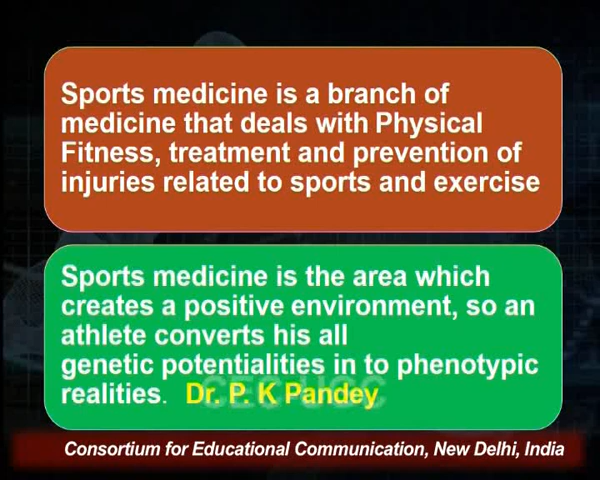 Sports medicine is a branch of
medicine that deals with Physical
Fitness, treatment and prevention of
injuries related to sports and exercise
Sports medicine is the area which
creates a positive environment, so an
athlete converts his all
genetic potentialities in to phenotypic
realities. Dr. P. K Pandey
CEC-UGC
Consortium for Educational Communication, New Delhi, India